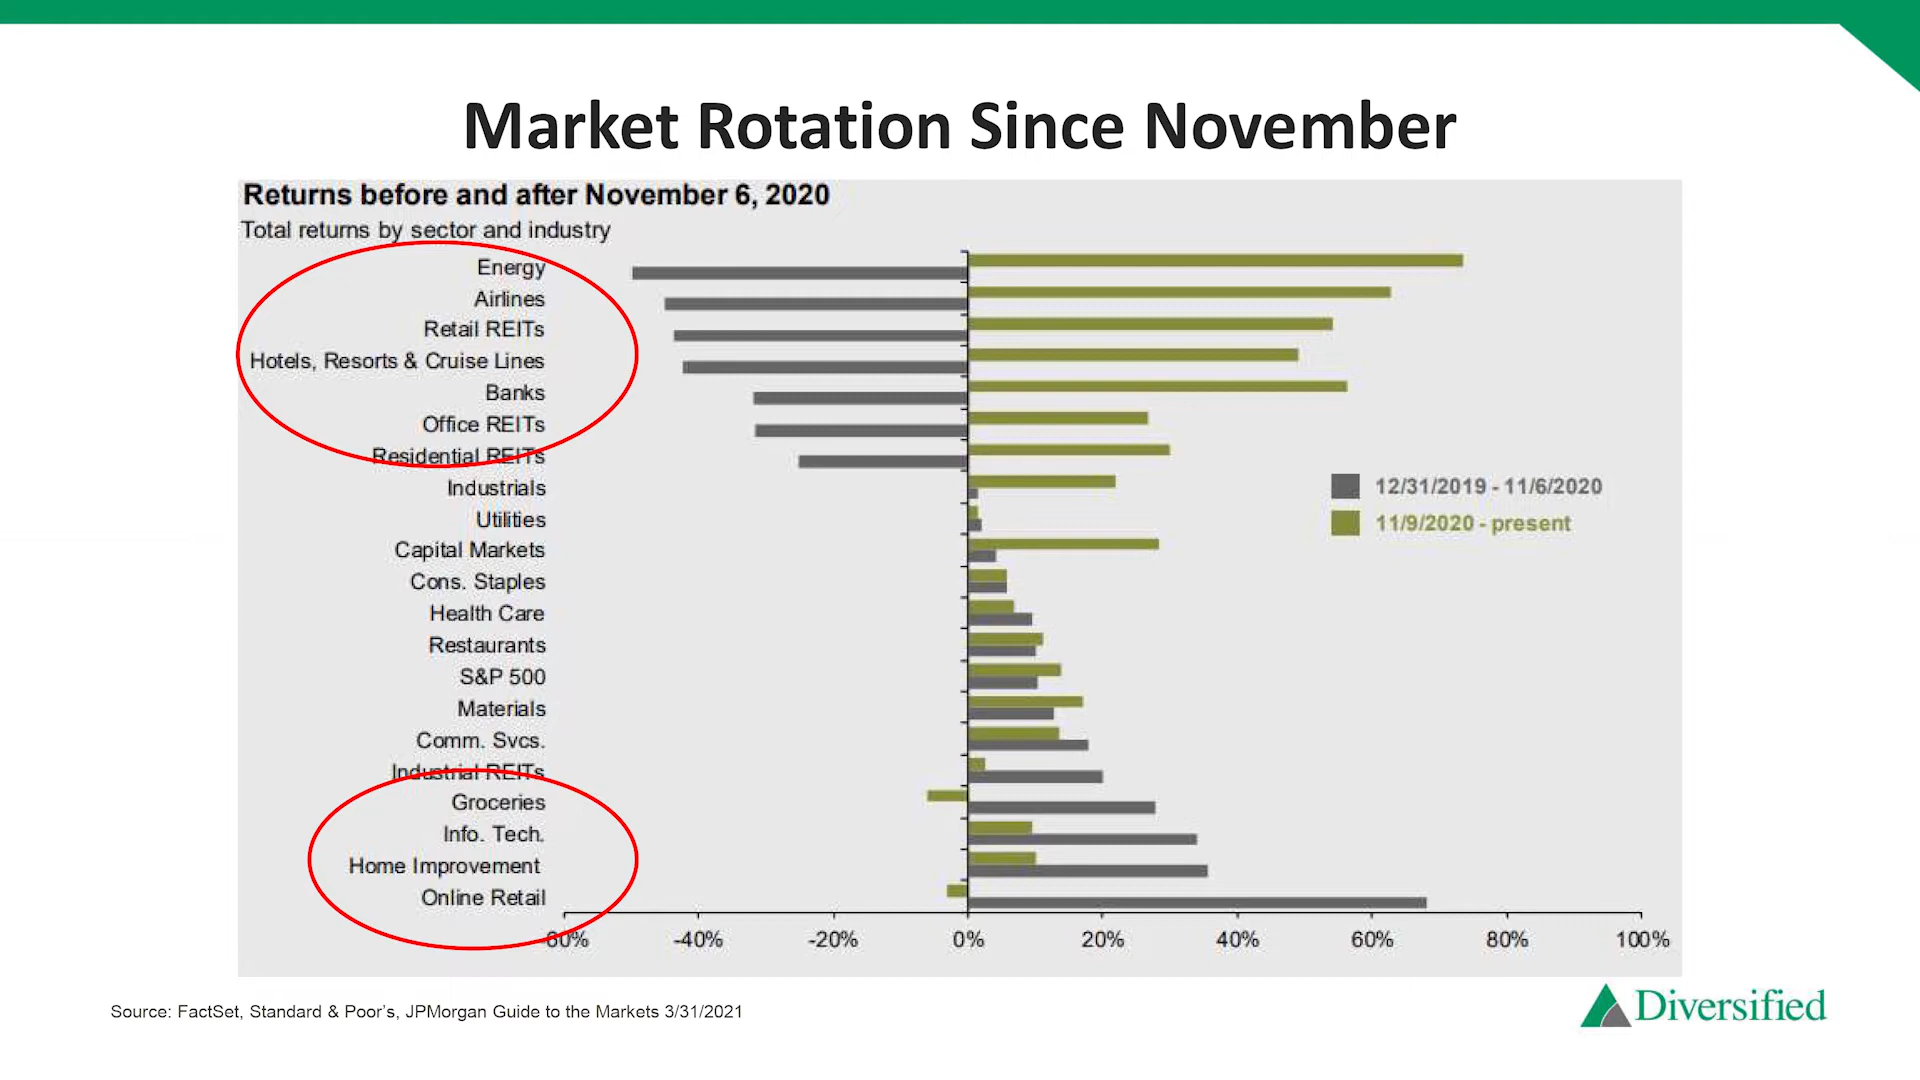 Market Rotation Since November
Returns before and after November 6, 2020
Total returns by sector and industry
Energy
Airlines
Retail REITs
Hotels, Resorts & Cruise Lines
Banks
Office REITs
Residential REITs
Industrials
Utilities
Capital Markets
Cons. Staples
Health Care
Restaurants
S&P 500
Materials
Comm. Svcs.
Industrial REITs
Groceries
Info. Tech.
Home Improvement
Online Retail
12/31/2019 - 11/6/2020
11/9/2020 - present
-60% -40% -20% 0% 20% 40% 60% 80% 100%
Source: FactSet, Standard & Poor's, JPMorgan Guide to the Markets 3/31/2021
Diversified